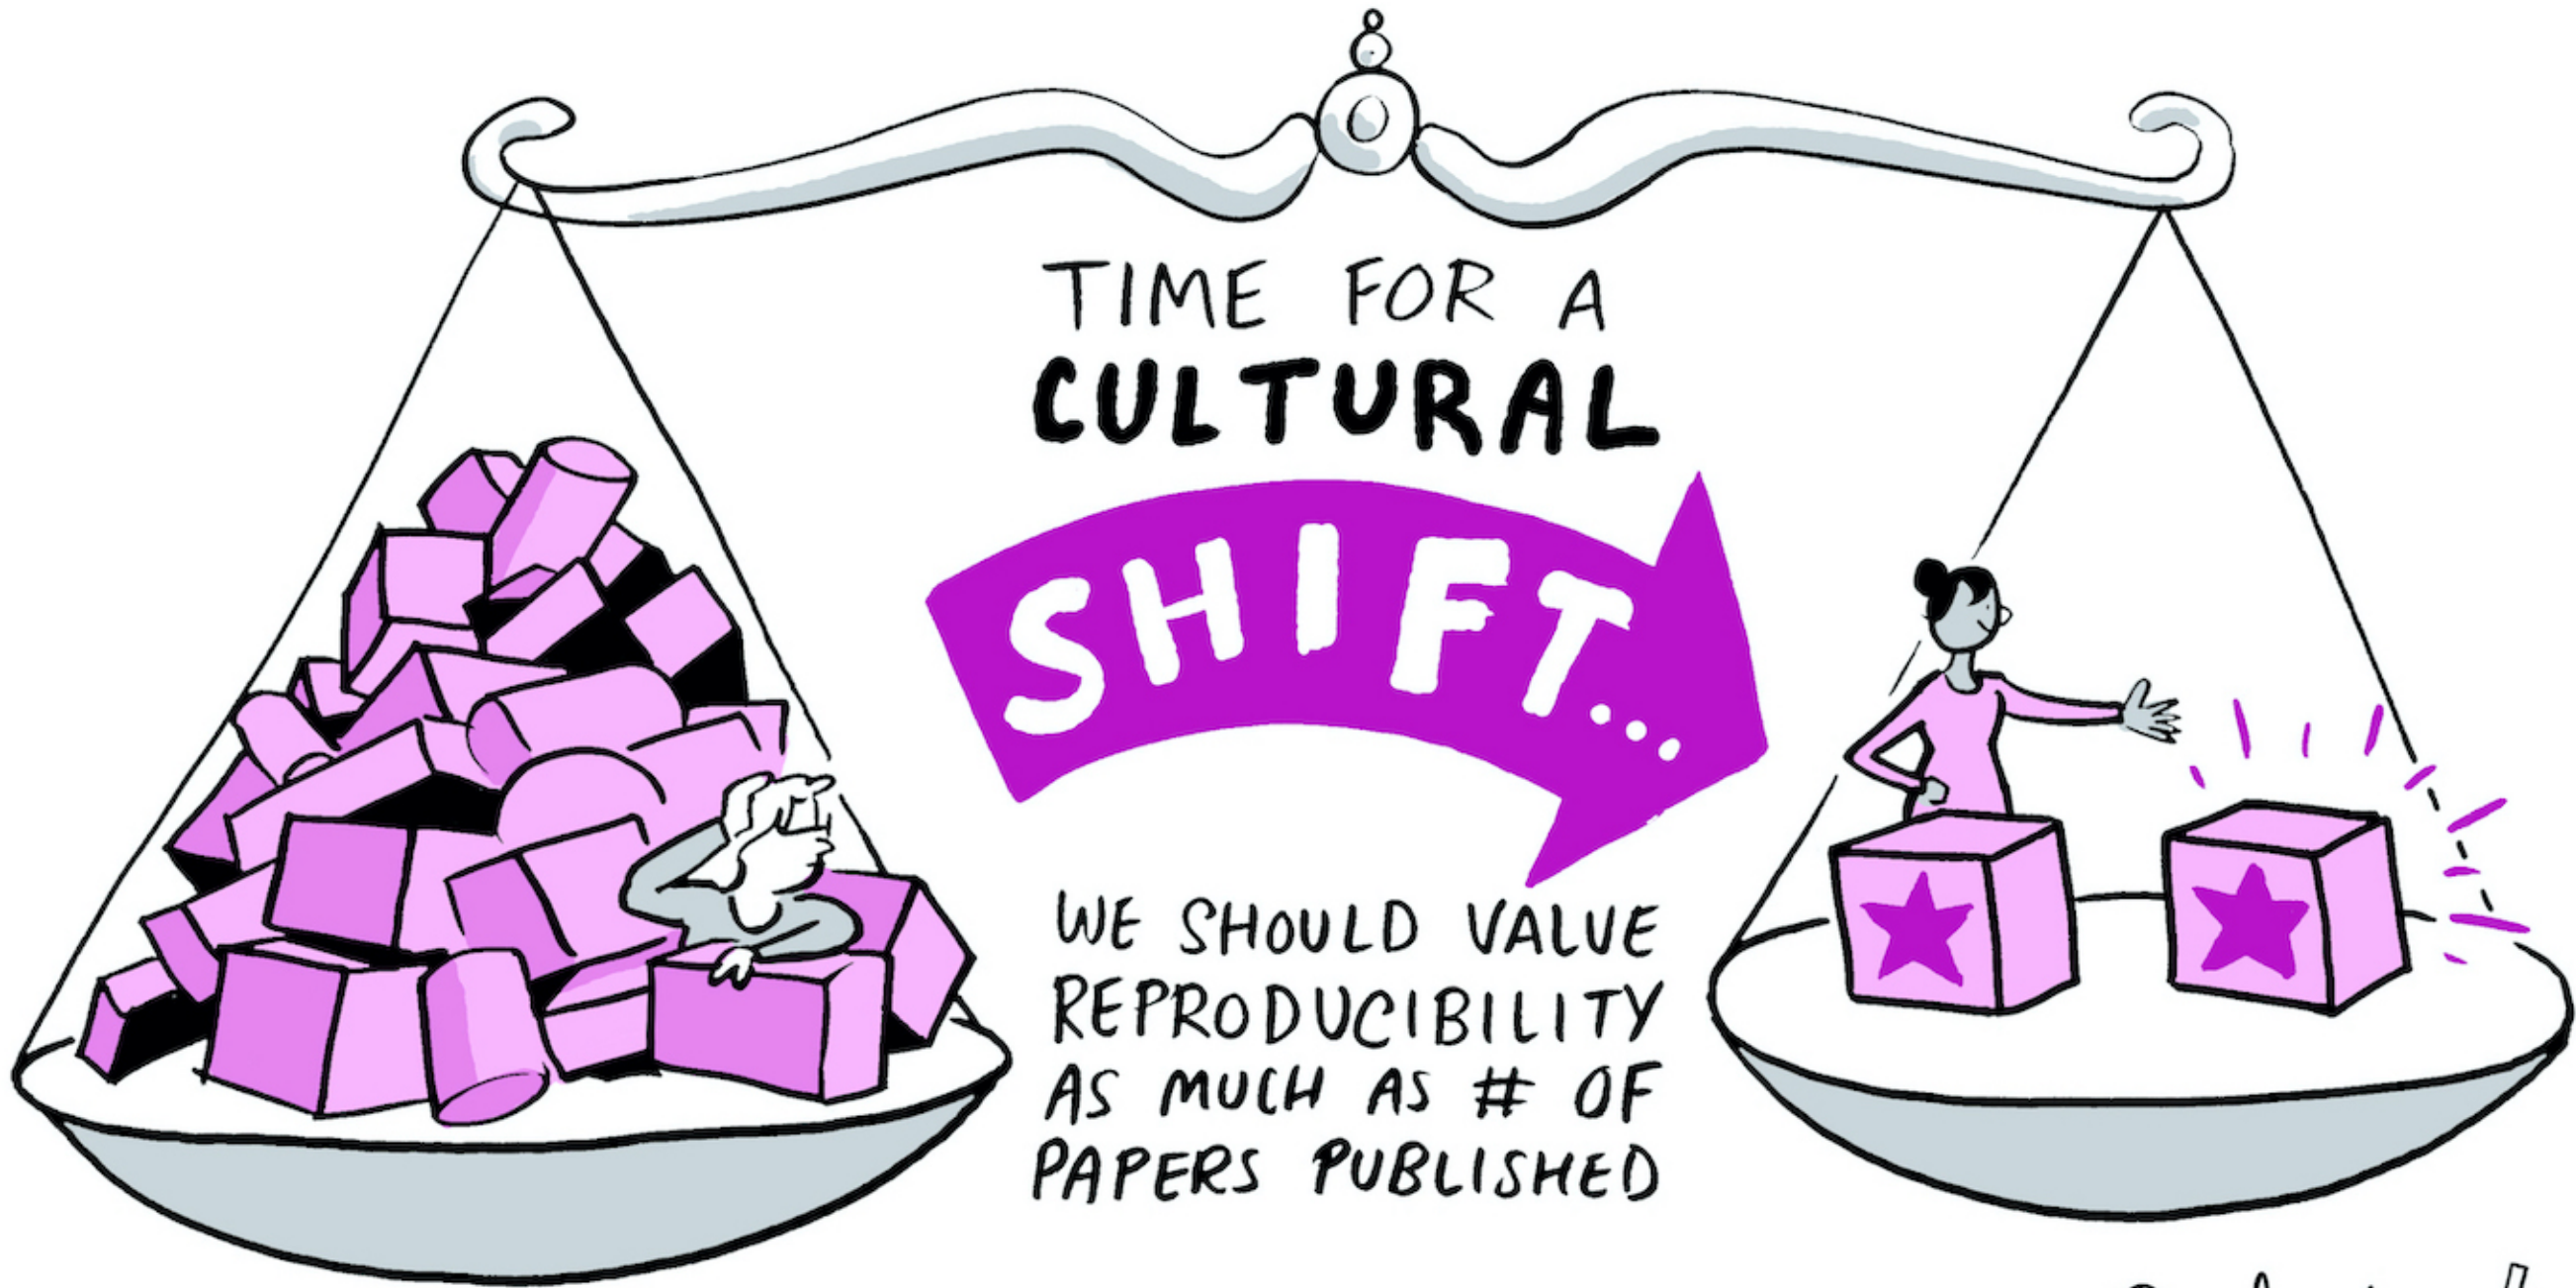 TIME FOR A
CULTURAL
SHIFT...
WE SHOULD VALUE
REPRODUCIBILITY
AS MUCH AS # OF
PAPERS PUBLISHED